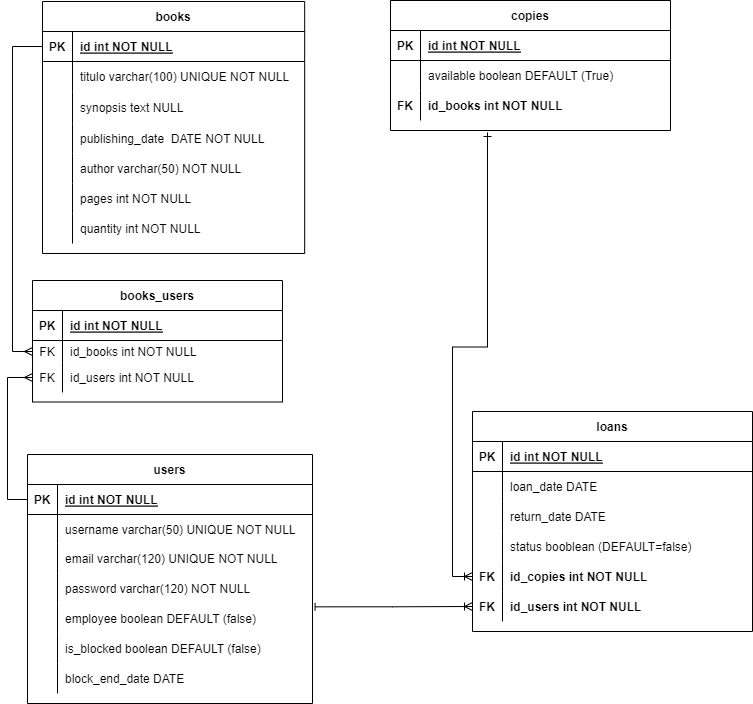 books
PK id int NOT NULL
titulo varchar(100) UNIQUE NOT NULL
synopsis text NULL
publishing_date DATE NOT NULL
author varchar(50) NOT NULL
pages int NOT NULL
quantity int NOT NULL
copies
PK id int NOT NULL
available boolean DEFAULT (True)
FK id_books int NOT NULL
books_users
PK id int NOT NULL
FK id_books int NOT NULL
FK id_users int NOT NULL
users
PK id int NOT NULL
username varchar(50) UNIQUE NOT NULL
email varchar(120) UNIQUE NOT NULL
password varchar(120) NOT NULL
employee boolean DEFAULT (false)
is_blocked boolean DEFAULT (false)
block_end_date DATE
loans
PK id int NOT NULL
loan_date DATE
return_date DATE
status booblean (DEFAULT=false)
FK id_copies int NOT NULL
FK id_users int NOT NULL